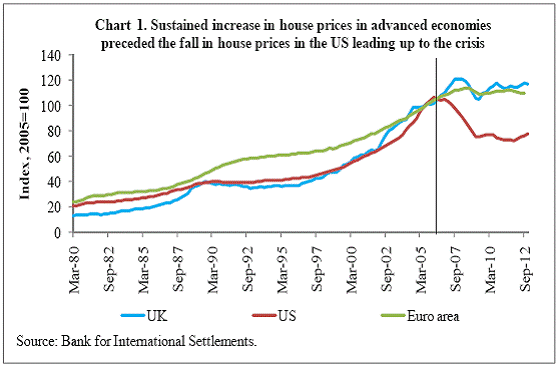 Chart 1. Sustained increase in house prices in advanced economies
preceded the fall in house prices in the US leading up to the crisis
Index, 2005=100
140
120
100
80
60
40
20
0
Mar-80
Sep-82
Mar-85
Sep-87
Mar-90
Sep-92
Mar-95
Sep-97
Mar-00
Sep-02
Mar-05
Sep-07
Mar-10
Sep-12
UK
US
Euro area
Source: Bank for International Settlements.